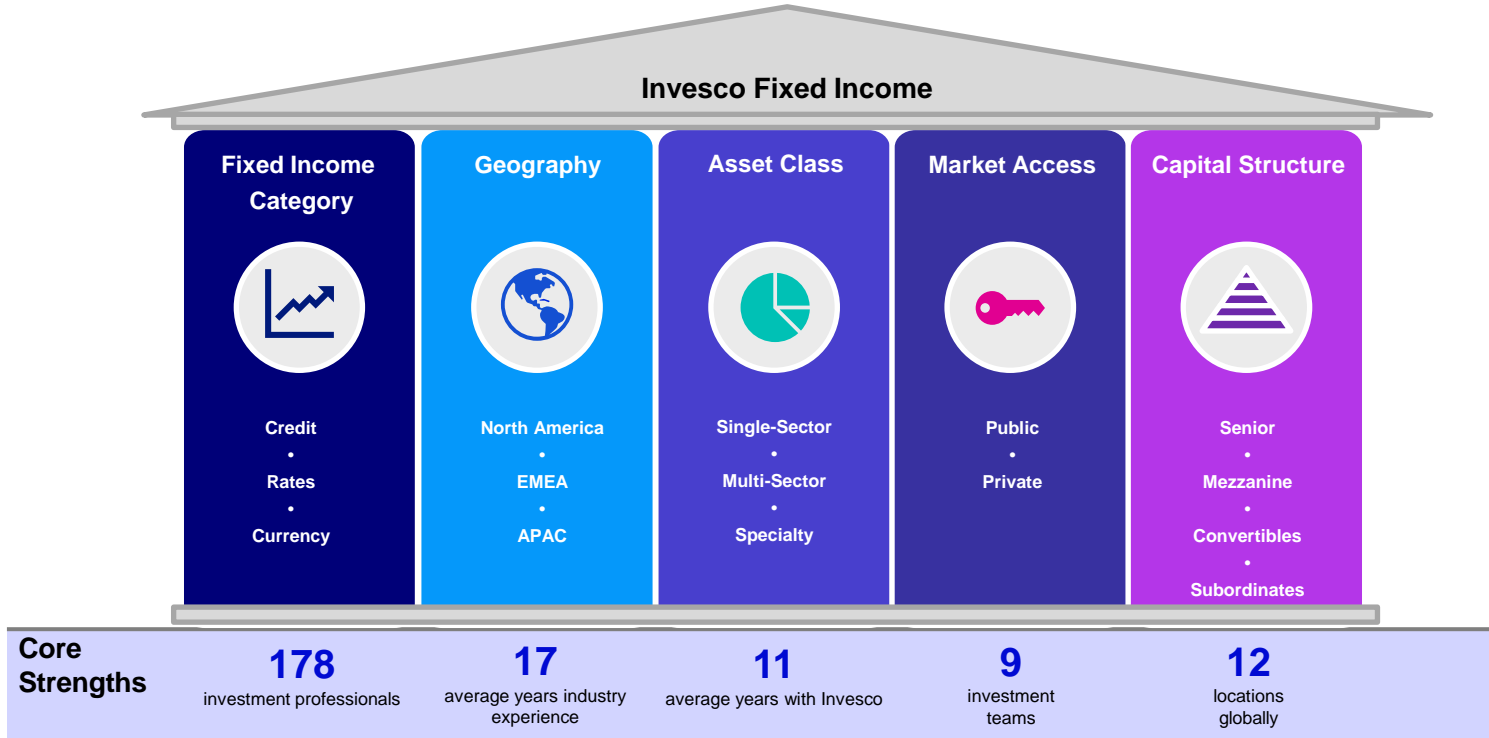 Invesco Fixed Income
Fixed Income
Category
Credit
•
Rates
•
Currency
Geography
North America
•
EMEA
•
APAC
Asset Class
Single-Sector
•
Multi-Sector
•
Specialty
Market Access
Public
•
Private
Capital Structure
Senior
•
Mezzanine
•
Convertibles
•
Subordinates
Core
Strengths
178
investment professionals
17
average years industry
experience
11
average years with Invesco
9
investment
teams
12
locations
globally